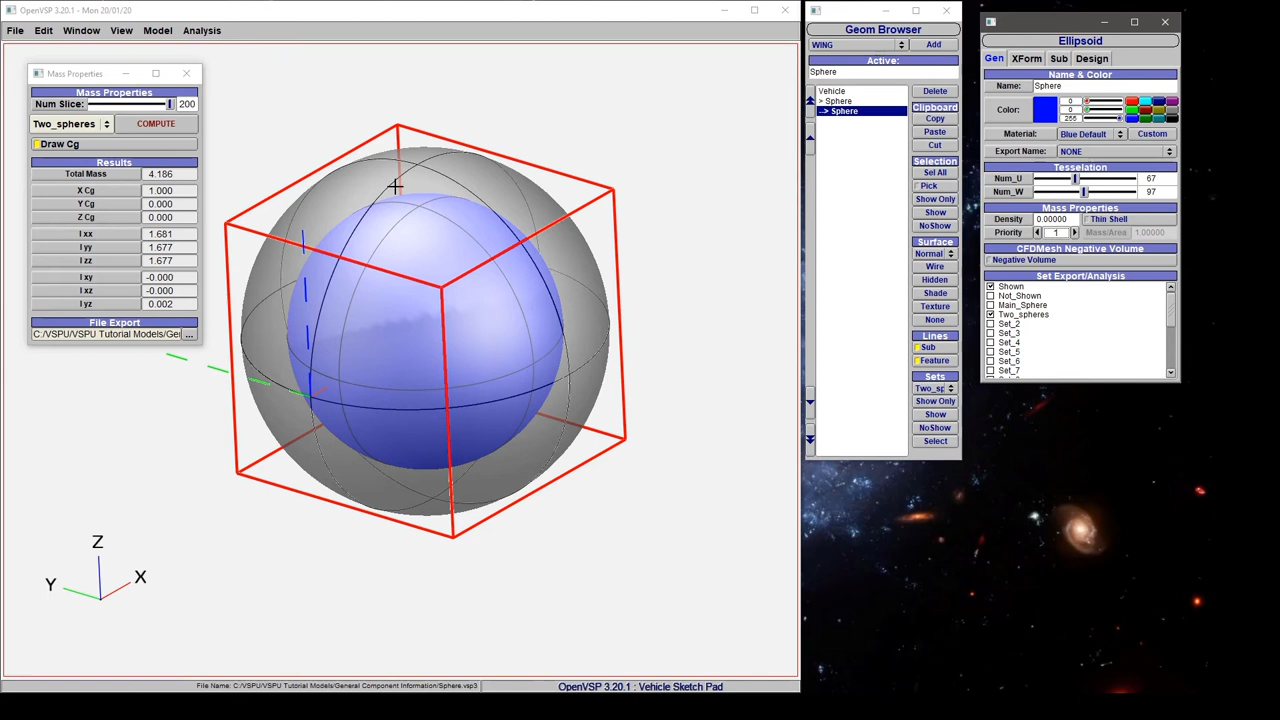 OpenVSP 3.20.1 - Mon 20/01/20
File Edit Window View Model Analysis
Mass Properties
Mass Properties
Num Slice: 200
Two_spheres COMPUTE
Draw Cg
Results
Total Mass 4.186
X Cg 1.000
Y Cg 0.000
Z Cg 0.000
I xx 1.681
I yy 1.677
I zz 1.677
I xy -0.000
I xz -0.000
I yz 0.002
File Export
C:/VSPU/VSPU Tutorial Models/Gei ...
Z
Y
X
File Name: C:/VSPU/VSPU Tutorial Models/General Component Information/Sphere.vsp3
OpenVSP 3.20.1 : Vehicle Sketch Pad
Geom Browser
WING Add
Active:
Sphere
Vehicle
> Sphere
--> Sphere
Delete
Clipboard
Copy
Paste
Cut
Selection
Sel All
Pick
Show Only
Show
NoShow
Surface
Normal
Wire
Hidden
Shade
Texture
None
Lines
Sub
Feature
Sets
Two_sp
Show Only
Show
NoShow
Select
Ellipsoid
Gen XForm Sub Design
Name & Color
Name: Sphere
Color: 0
0
255
Material: Blue Default Custom
Export Name: NONE
Tesselation
Num_U 67
Num_W 97
Mass Properties
Density 0.00000 Thin Shell
Priority 1 Mass/Area 1.00000
CFDMesh Negative Volume
Negative Volume
Set Export/Analysis
Shown
Not_Shown
Main_Sphere
Two_spheres
Set_2
Set_3
Set_4
Set_5
Set_6
Set_7